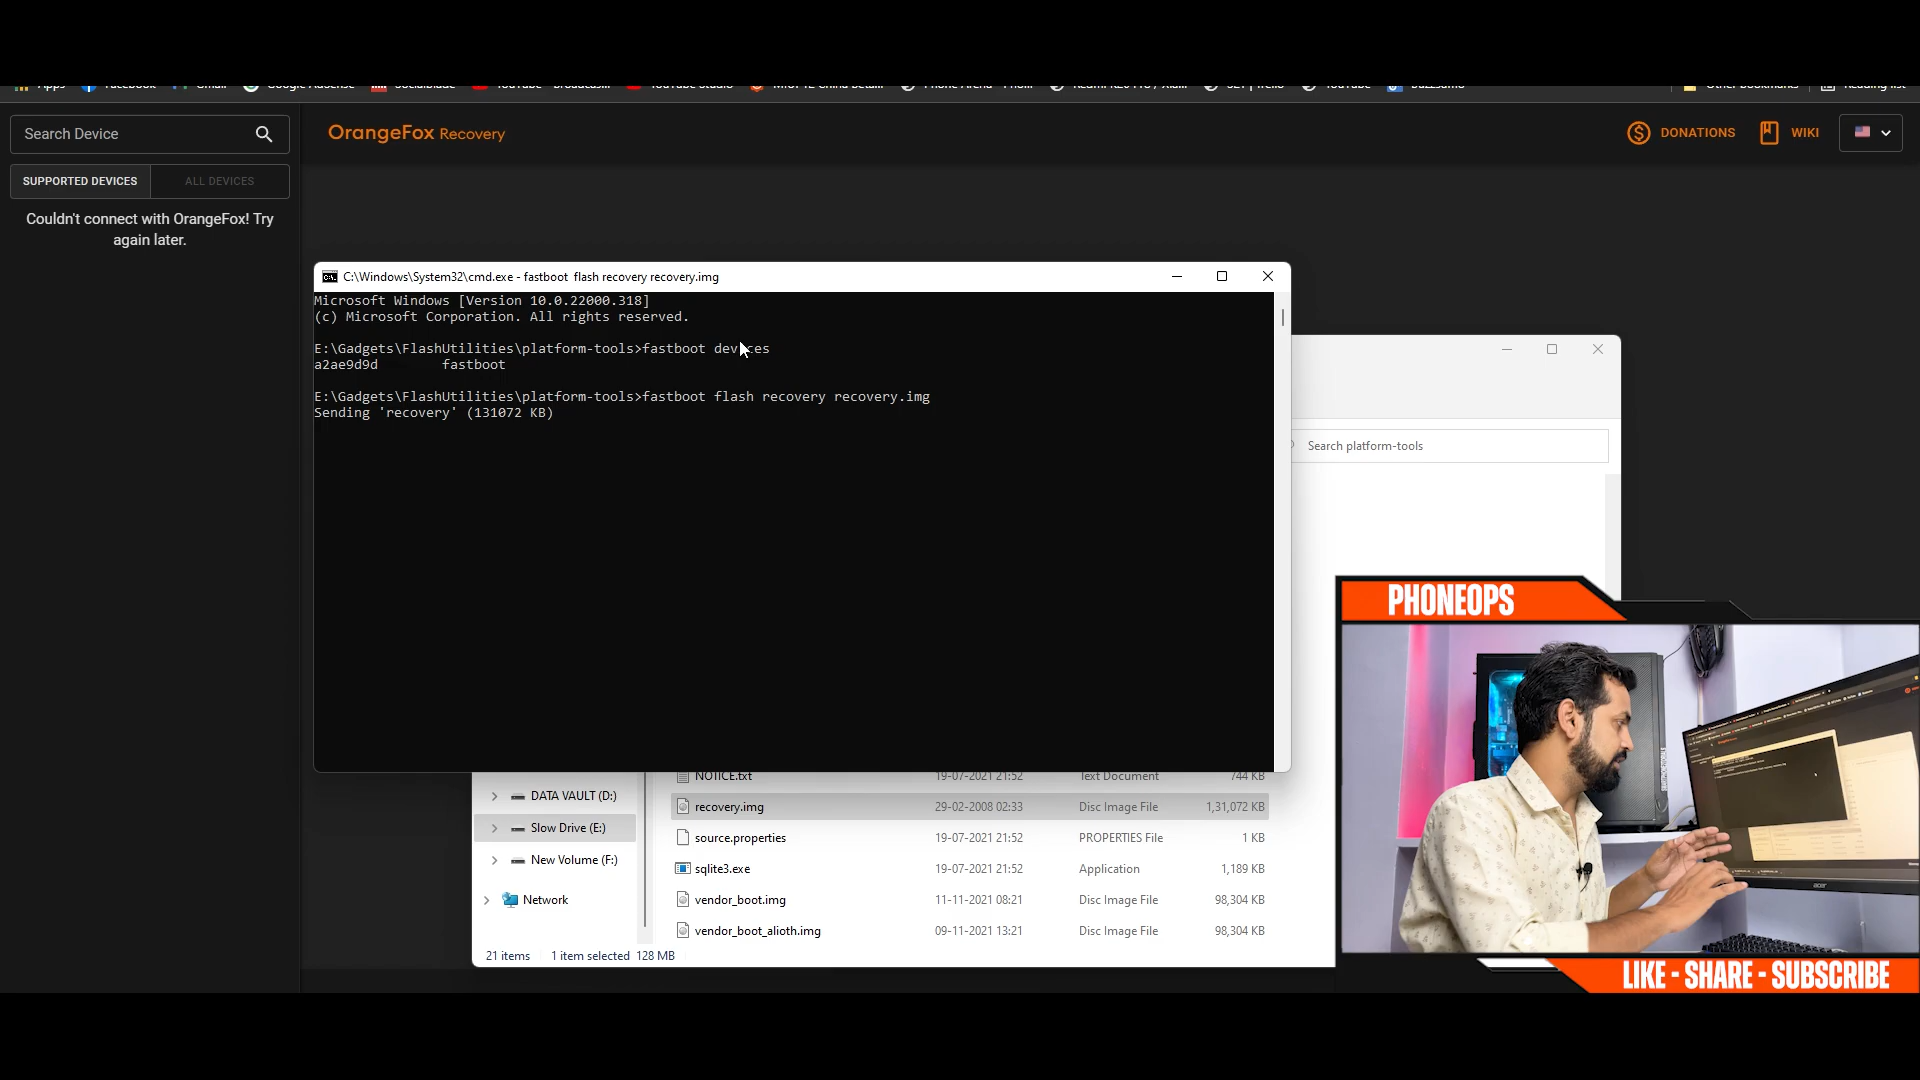 Search Device
OrangeFox Recovery
DONATIONS
WIKI
SUPPORTED DEVICES
ALL DEVICES
Couldn't connect with OrangeFox! Try
again later.
C:\Windows\System32\cmd.exe - fastboot flash recovery recovery.img
Microsoft Windows [Version 10.0.22000.318]
(c) Microsoft Corporation. All rights reserved.
E:\Gadgets\FlashUtilities\platform-tools>fastboot devices
a2ae9d9d fastboot
E:\Gadgets\FlashUtilities\platform-tools>fastboot flash recovery recovery.img
Sending 'recovery' (131072 KB)
Search platform-tools
NOTICE.txt 19-07-2021 21:52 Text Document 744 KB
DATA VAULT (D:)
recovery.img 29-02-2008 02:33 Disc Image File 1,31,072 KB
Slow Drive (E:)
source.properties 19-07-2021 21:52 PROPERTIES File 1 KB
New Volume (F:)
sqlite3.exe 19-07-2021 21:52 Application 1,189 KB
Network
vendor_boot.img 11-11-2021 08:21 Disc Image File 98,304 KB
vendor_boot_alioth.img 09-11-2021 13:21 Disc Image File 98,304 KB
21 items 1 item selected 128 MB
PHONEOPS
acer
LIKE - SHARE - SUBSCRIBE